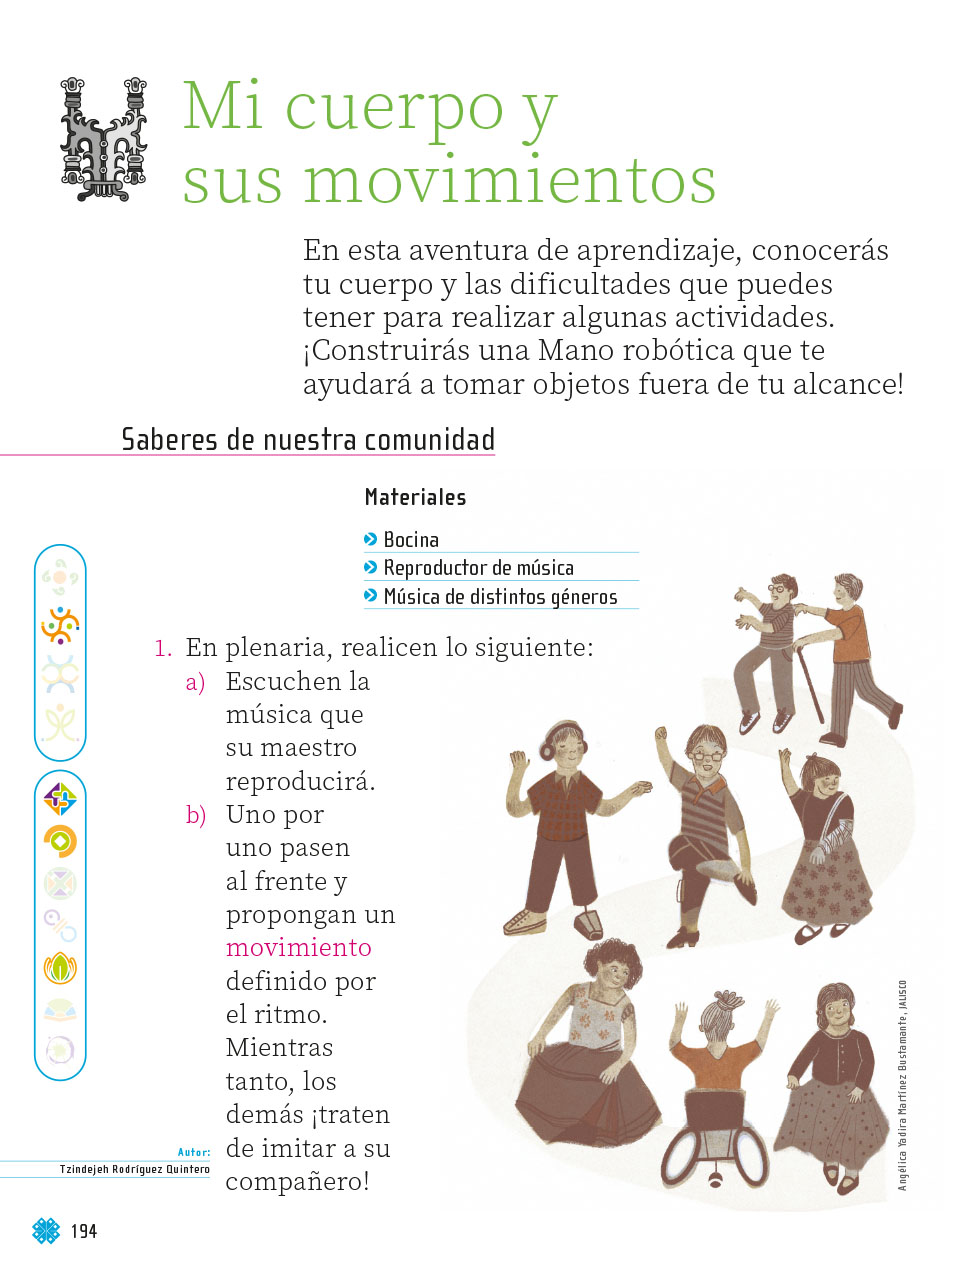 Mi cuerpo y
sus movimientos
En esta aventura de aprendizaje, conocerás
tu cuerpo y las dificultades que puedes
tener para realizar algunas actividades.
¡Construirás una Mano robótica que te
ayudará a tomar objetos fuera de tu alcance!
Saberes de nuestra comunidad
Materiales
Bocina
Reproductor de música
Música de distintos géneros
1. En plenaria, realicen lo siguiente:
a) Escuchen la
música que
su maestro
reproducirá.
b) Uno por
uno pasen
al frente y
propongan un
movimiento
definido por
el ritmo.
Mientras
tanto, los
demás ¡traten
de imitar a su
compañero!
Autor:
Tzindejeh Rodríguez Quintero
Angélica Yadira Martínez Bustamante, JALISCO
194